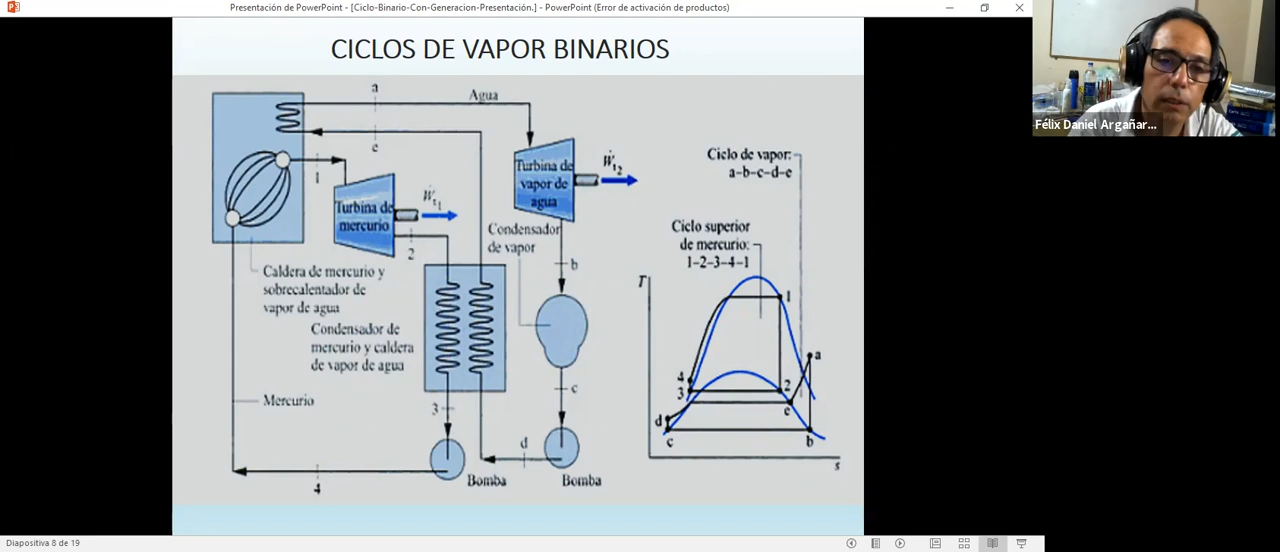 Presentación de PowerPoint - [Ciclo-Binario-Con-Generacion-Presentación.] - PowerPoint (Error de activación de productos)
CICLOS DE VAPOR BINARIOS
Félix Daniel Argañar...
a
Agua
e
1
Turbina de
mercurio
Ẇt1
2
Turbina de
vapor de
agua
Ẇt2
Condensador
de vapor
b
Caldera de mercurio y
sobrecalentador de
vapor de agua
Condensador de
mercurio y caldera
de vapor de agua
Mercurio
3
c
d
4
Bomba
Bomba
Ciclo de vapor:
a-b-c-d-e
Ciclo superior
de mercurio:
1-2-3-4-1
T
1
a
4
3
2
e
d
c
b
s
Diapositiva 8 de 19